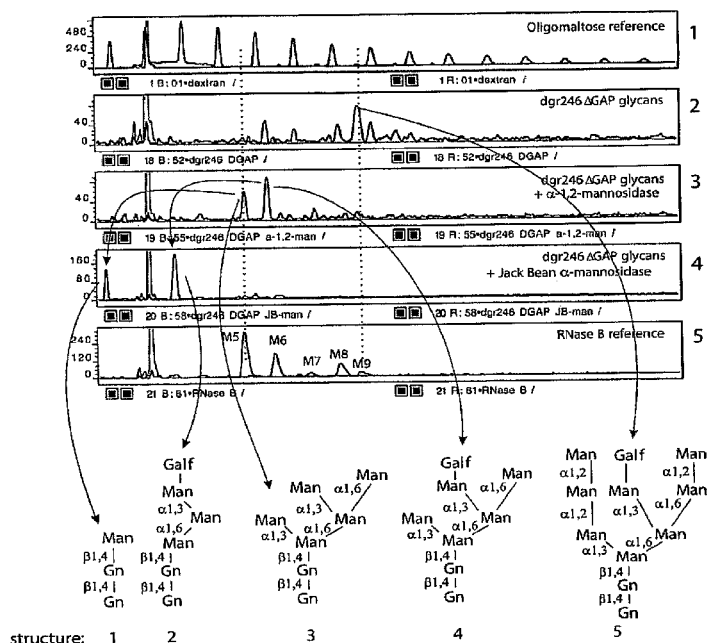 480
240
0
Oligomaltose reference
1
1 B: 01•dextran /
1 R: 01•dextran /
40
0
dgr246 ΔGAP glycans
2
18 B: 52•dgr246 DGAP /
18 R: 52•dgr246 DGAP /
40
0
dgr246 ΔGAP glycans
+ α-1,2-mannosidase
3
19 B: 55•dgr246 DGAP a-1,2-man /
19 R: 55•dgr246 DGAP a-1,2-man /
160
80
0
dgr246 ΔGAP glycans
+ Jack Bean α-mannosidase
4
20 B: 58•dgr246 DGAP JB-man /
20 R: 58•dgr246 DGAP JB-man /
240
120
0
M5
M6
M7
M8
M9
RNase B reference
5
21 B: 61•RNase B /
21 R: 61•RNase B /
Man
β1,4
Gn
β1,4
Gn
Galf
Man
α1,3
Man
α1,6
Man
β1,4
Gn
β1,4
Gn
Man
Man
α1,6
α1,3
Man
Man
α1,3
α1,6
Man
β1,4
Gn
β1,4
Gn
Galf
Man
Man
α1,6
α1,3
Man
Man
α1,3
α1,6
Man
β1,4
Gn
β1,4
Gn
Man
Galf
Man
α1,2
α1,2
Man
Man
Man
α1,2
α1,3
α1,6
Man
Man
α1,3
α1,6
Man
β1,4
Gn
β1,4
Gn
structure: 1 2 3 4 5